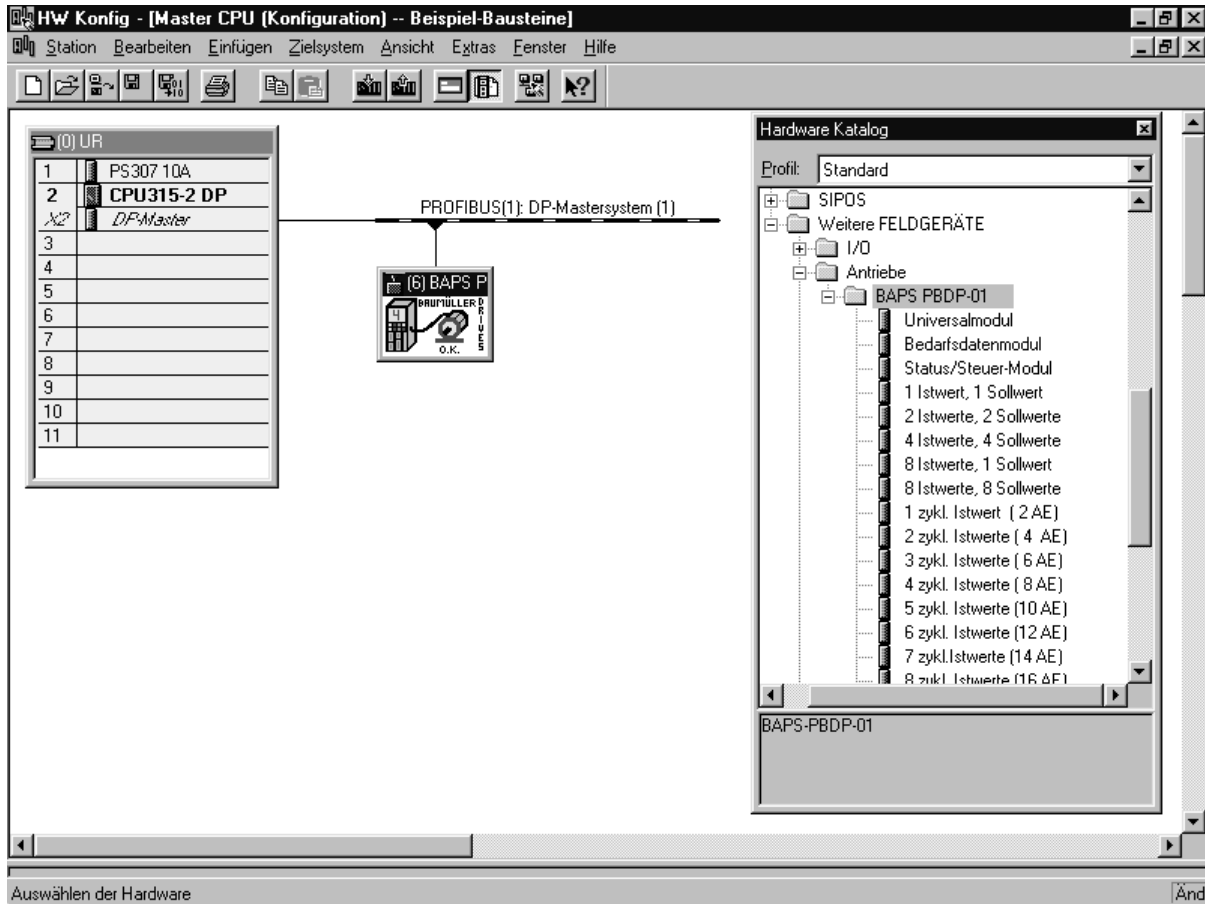 HW Konfig - [Master CPU (Konfiguration) -- Beispiel-Bausteine]
Station Bearbeiten Einfügen Zielsystem Ansicht Extras Fenster Hilfe
(0) UR
1 PS307 10A
2 CPU315-2 DP
X2 DP-Master
3
4
5
6
7
8
9
10
11
PROFIBUS(1): DP-Mastersystem (1)
(6) BAPS P
BAUMÜLLER
DRIVES
4
O.K.
Hardware Katalog
Profil: Standard
SIPOS
Weitere FELDGERÄTE
I/O
Antriebe
BAPS PBDP-01
Universalmodul
Bedarfsdatenmodul
Status/Steuer-Modul
1 Istwert, 1 Sollwert
2 Istwerte, 2 Sollwerte
4 Istwerte, 4 Sollwerte
8 Istwerte, 1 Sollwert
8 Istwerte, 8 Sollwerte
1 zykl. Istwert ( 2 AE)
2 zykl. Istwerte ( 4 AE)
3 zykl. Istwerte ( 6 AE)
4 zykl. Istwerte ( 8 AE)
5 zykl. Istwerte (10 AE)
6 zykl. Istwerte (12 AE)
7 zykl.Istwerte (14 AE)
8 zykl. Istwerte (16 AE)
BAPS-PBDP-01
Auswählen der Hardware
Änd